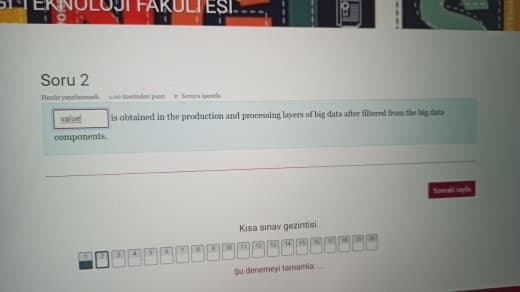 TEKNOLOJİ FAKÜLTESİ
Soru 2
Henüz yanıtlanmadı 1,00 üzerinden puan Soruyu işaretle
value is obtained in the production and processing layers of big data after filtered from the big data
components.
Sonraki sayfa
Kısa sınav gezintisi
1 2 3 4 5 6 7 8 9 10 11 12 13 14 15 16 17 18 19 20
Şu denemeyi tamamla ...